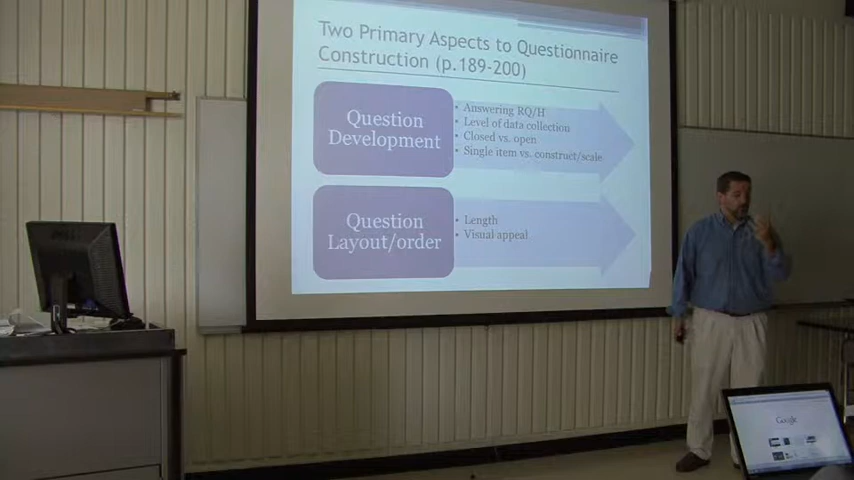 Two Primary Aspects to Questionnaire
Construction (p.189-200)
Question
Development
• Answering RQ/H
• Level of data collection
• Closed vs. open
• Single item vs. construct/scale
Question
Layout/order
• Length
• Visual appeal
Google